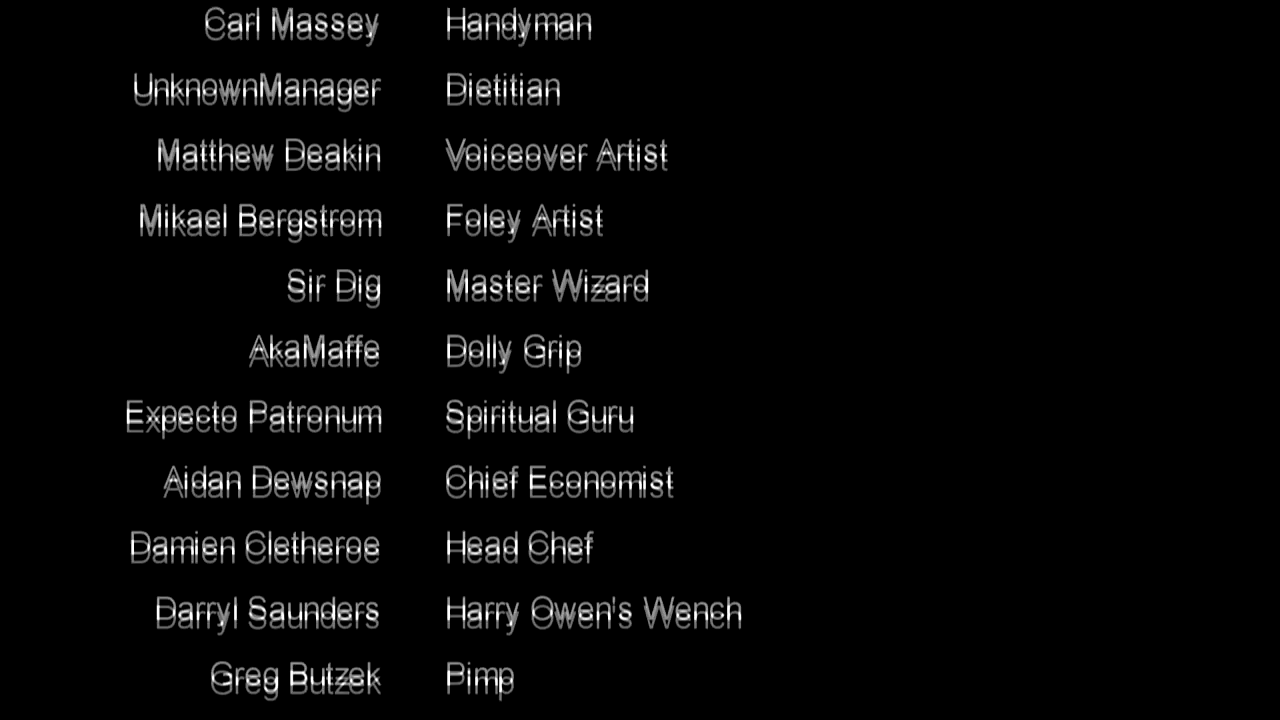 Carl Massey Handyman
UnknownManager Dietitian
Matthew Deakin Voiceover Artist
Mikael Bergstrom Foley Artist
Sir Dig Master Wizard
AkaMaffe Dolly Grip
Expecto Patronum Spiritual Guru
Aidan Dewsnap Chief Economist
Damien Cletheroe Head Chef
Darryl Saunders Harry Owen's Wench
Greg Butzek Pimp